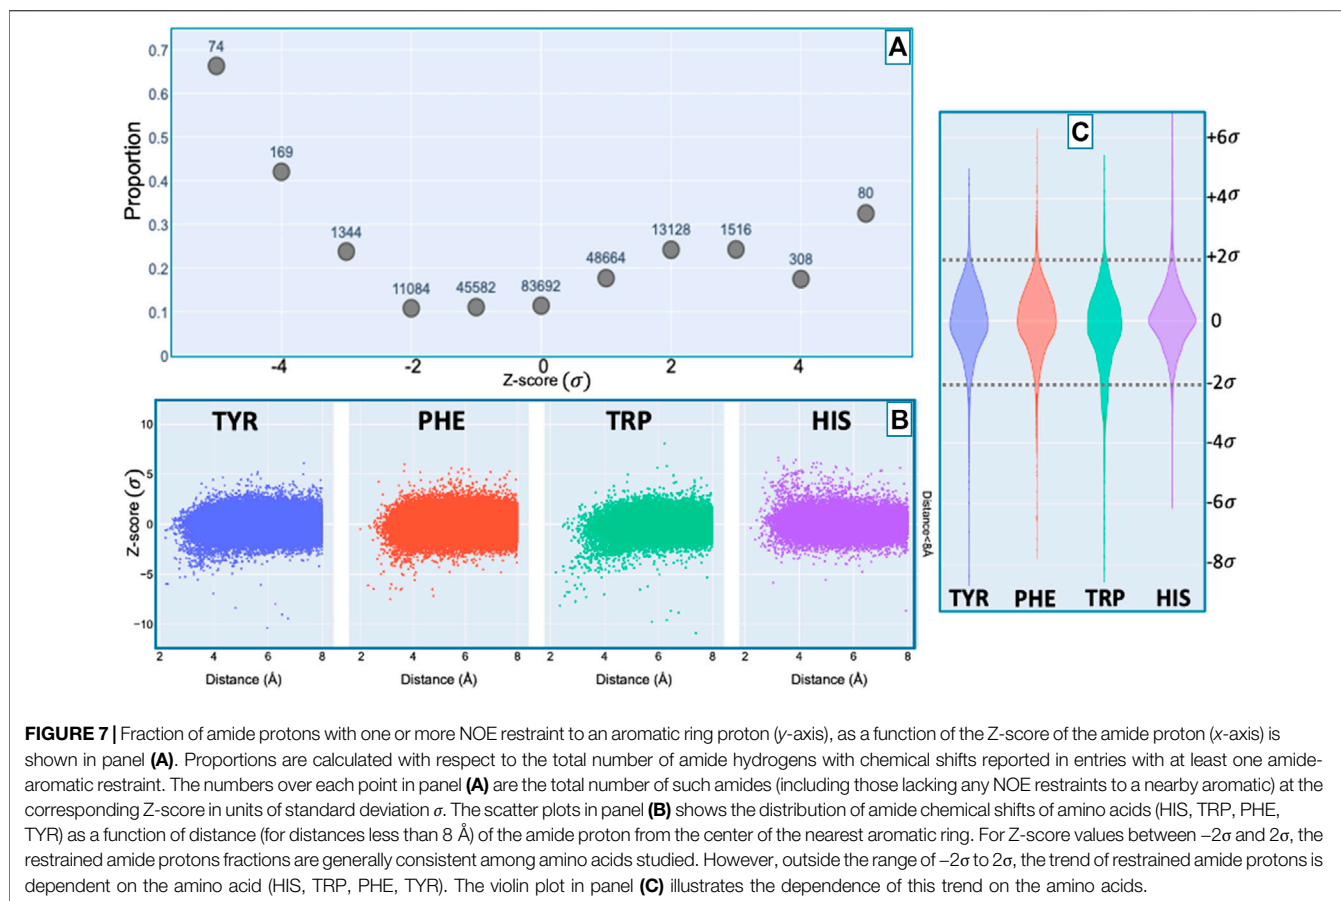 A
0.7
0.6
0.5
0.4
0.3
0.2
0.1
0
Proportion
74
169
1344
11084
45582
83692
48664
13128
1516
308
80
-4
-2
0
2
4
Z-score (σ)
B
TYR
PHE
TRP
HIS
10
5
0
−5
−10
Z-score (σ)
2 4 6 8
2 4 6 8
2 4 6 8
2 4 6 8
Distance (Å)
Distance (Å)
Distance (Å)
Distance (Å)
Distance<8Å
C
+6σ
+4σ
+2σ
0
-2σ
-4σ
-6σ
-8σ
TYR PHE TRP HIS
FIGURE 7 | Fraction of amide protons with one or more NOE restraint to an aromatic ring proton (y-axis), as a function of the Z-score of the amide proton (x-axis) is
shown in panel (A). Proportions are calculated with respect to the total number of amide hydrogens with chemical shifts reported in entries with at least one amide-
aromatic restraint. The numbers over each point in panel (A) are the total number of such amides (including those lacking any NOE restraints to a nearby aromatic) at the
corresponding Z-score in units of standard deviation σ. The scatter plots in panel (B) shows the distribution of amide chemical shifts of amino acids (HIS, TRP, PHE,
TYR) as a function of distance (for distances less than 8 Å) of the amide proton from the center of the nearest aromatic ring. For Z-score values between −2σ and 2σ, the
restrained amide protons fractions are generally consistent among amino acids studied. However, outside the range of −2σ to 2σ, the trend of restrained amide protons is
dependent on the amino acid (HIS, TRP, PHE, TYR). The violin plot in panel (C) illustrates the dependence of this trend on the amino acids.